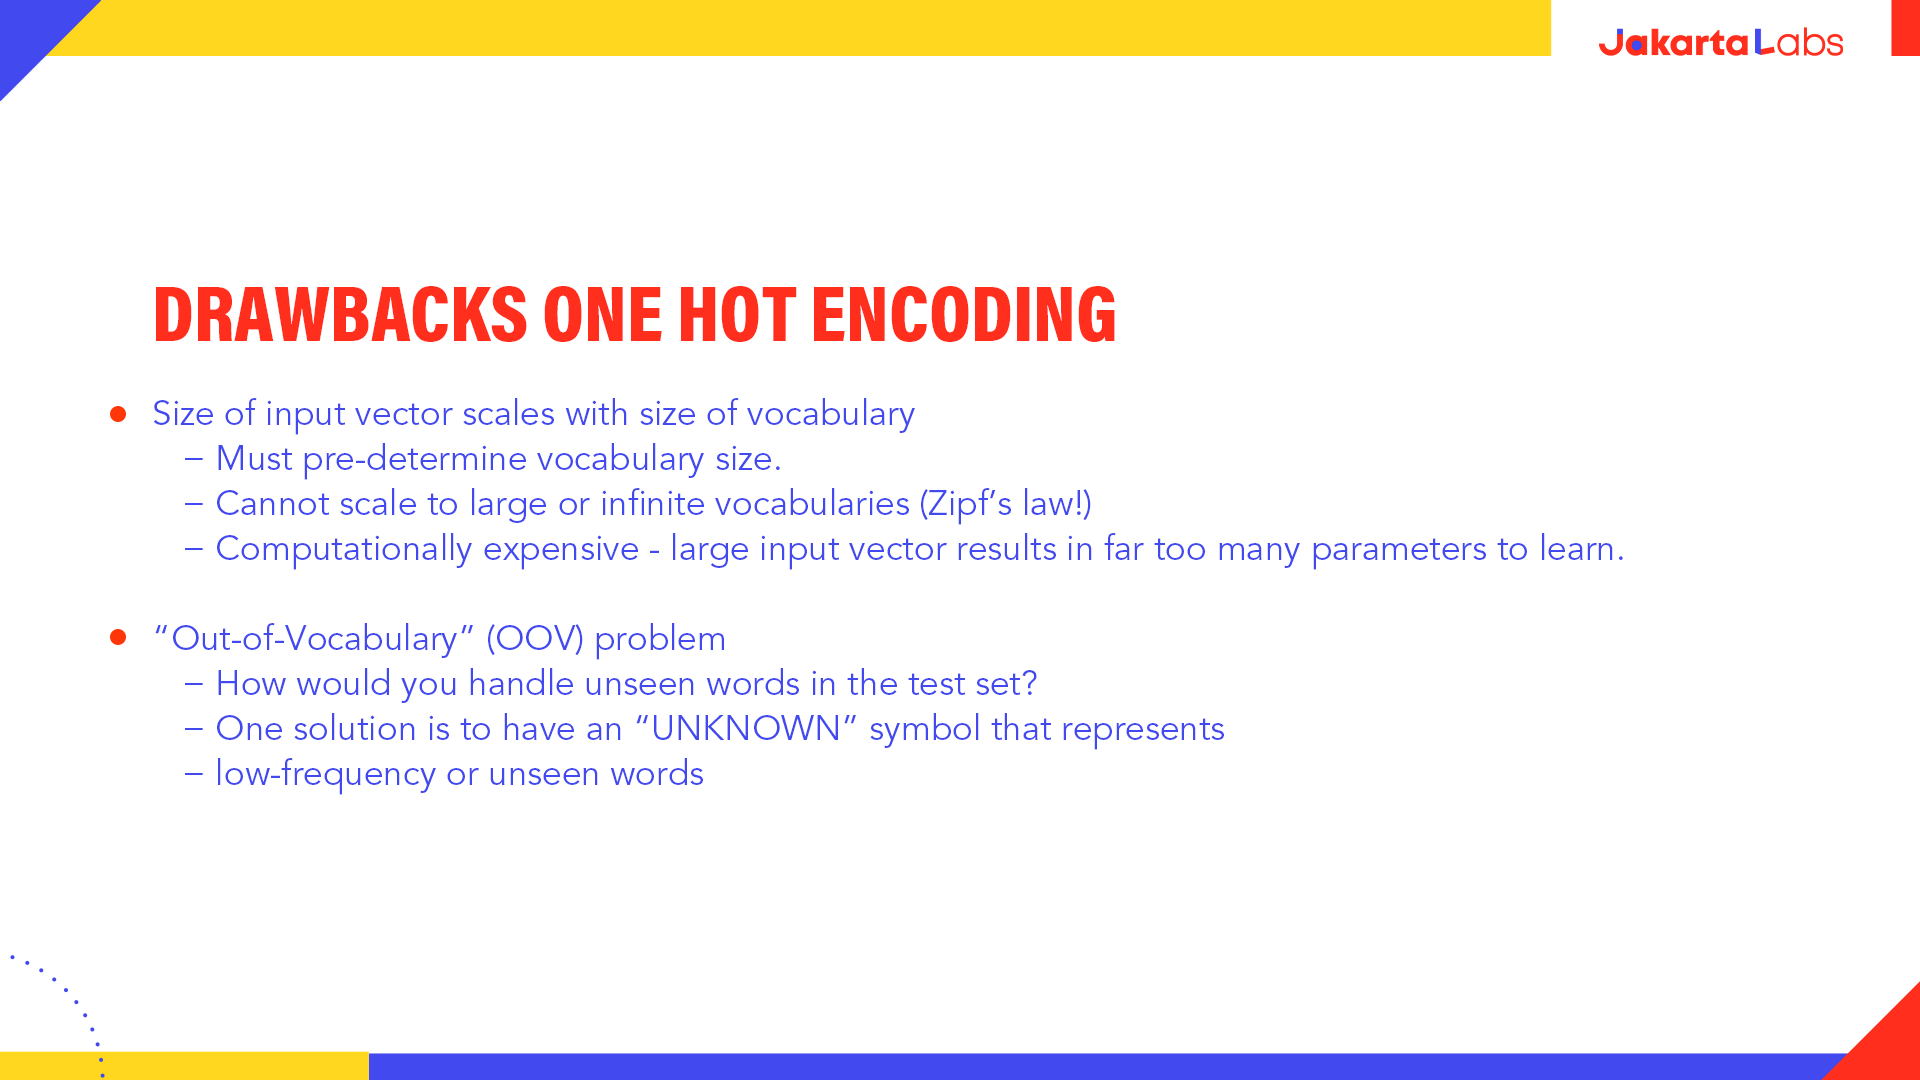 Jakarta Labs
DRAWBACKS ONE HOT ENCODING
● Size of input vector scales with size of vocabulary
– Must pre-determine vocabulary size.
– Cannot scale to large or infinite vocabularies (Zipf’s law!)
– Computationally expensive - large input vector results in far too many parameters to learn.
● “Out-of-Vocabulary” (OOV) problem
– How would you handle unseen words in the test set?
– One solution is to have an “UNKNOWN” symbol that represents
– low-frequency or unseen words